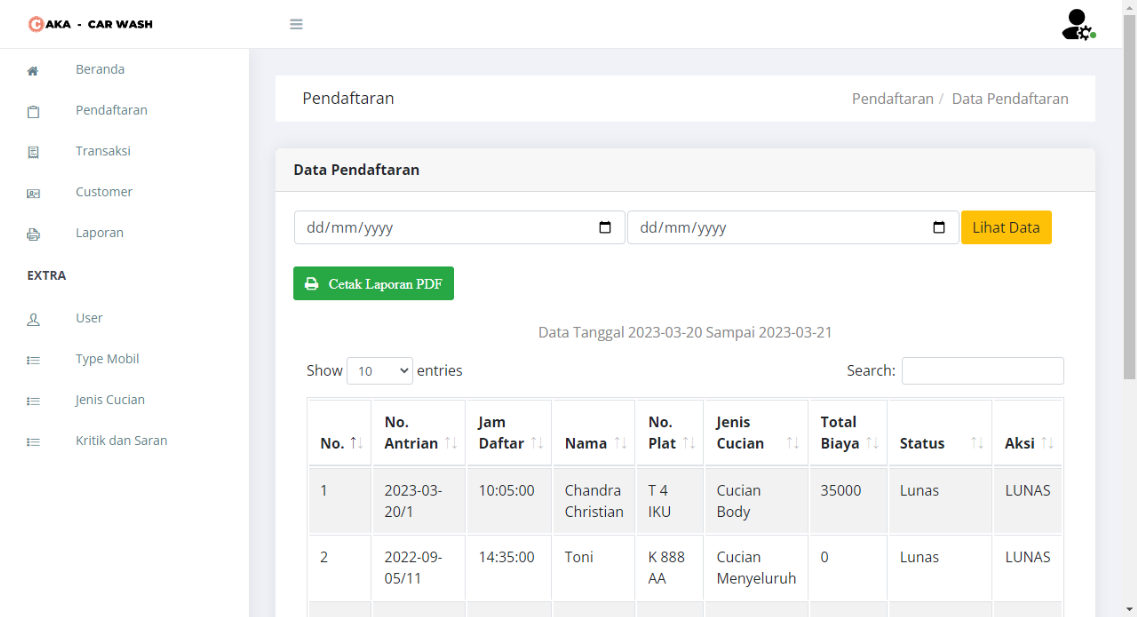 CAKA - CAR WASH
Beranda
Pendaftaran
Transaksi
Customer
Laporan
EXTRA
User
Type Mobil
Jenis Cucian
Kritik dan Saran
Pendaftaran
Pendaftaran / Data Pendaftaran
Data Pendaftaran
dd/mm/yyyy dd/mm/yyyy Lihat Data
Cetak Laporan PDF
Data Tanggal 2023-03-20 Sampai 2023-03-21
Show 10 entries Search:
No. Jam No. Jenis Total
No. Antrian Daftar Nama Plat Cucian Biaya Status Aksi
1 2023-03- 10:05:00 Chandra T 4 Cucian 35000 Lunas LUNAS
20/1 Christian IKU Body
2 2022-09- 14:35:00 Toni K 888 Cucian 0 Lunas LUNAS
05/11 AA Menyeluruh